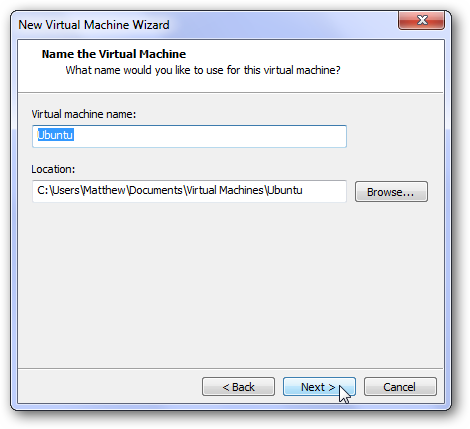 New Virtual Machine Wizard
Name the Virtual Machine
What name would you like to use for this virtual machine?
Virtual machine name:
Ubuntu
Location:
C:\Users\Matthew\Documents\Virtual Machines\Ubuntu
Browse...
< Back
Next >
Cancel